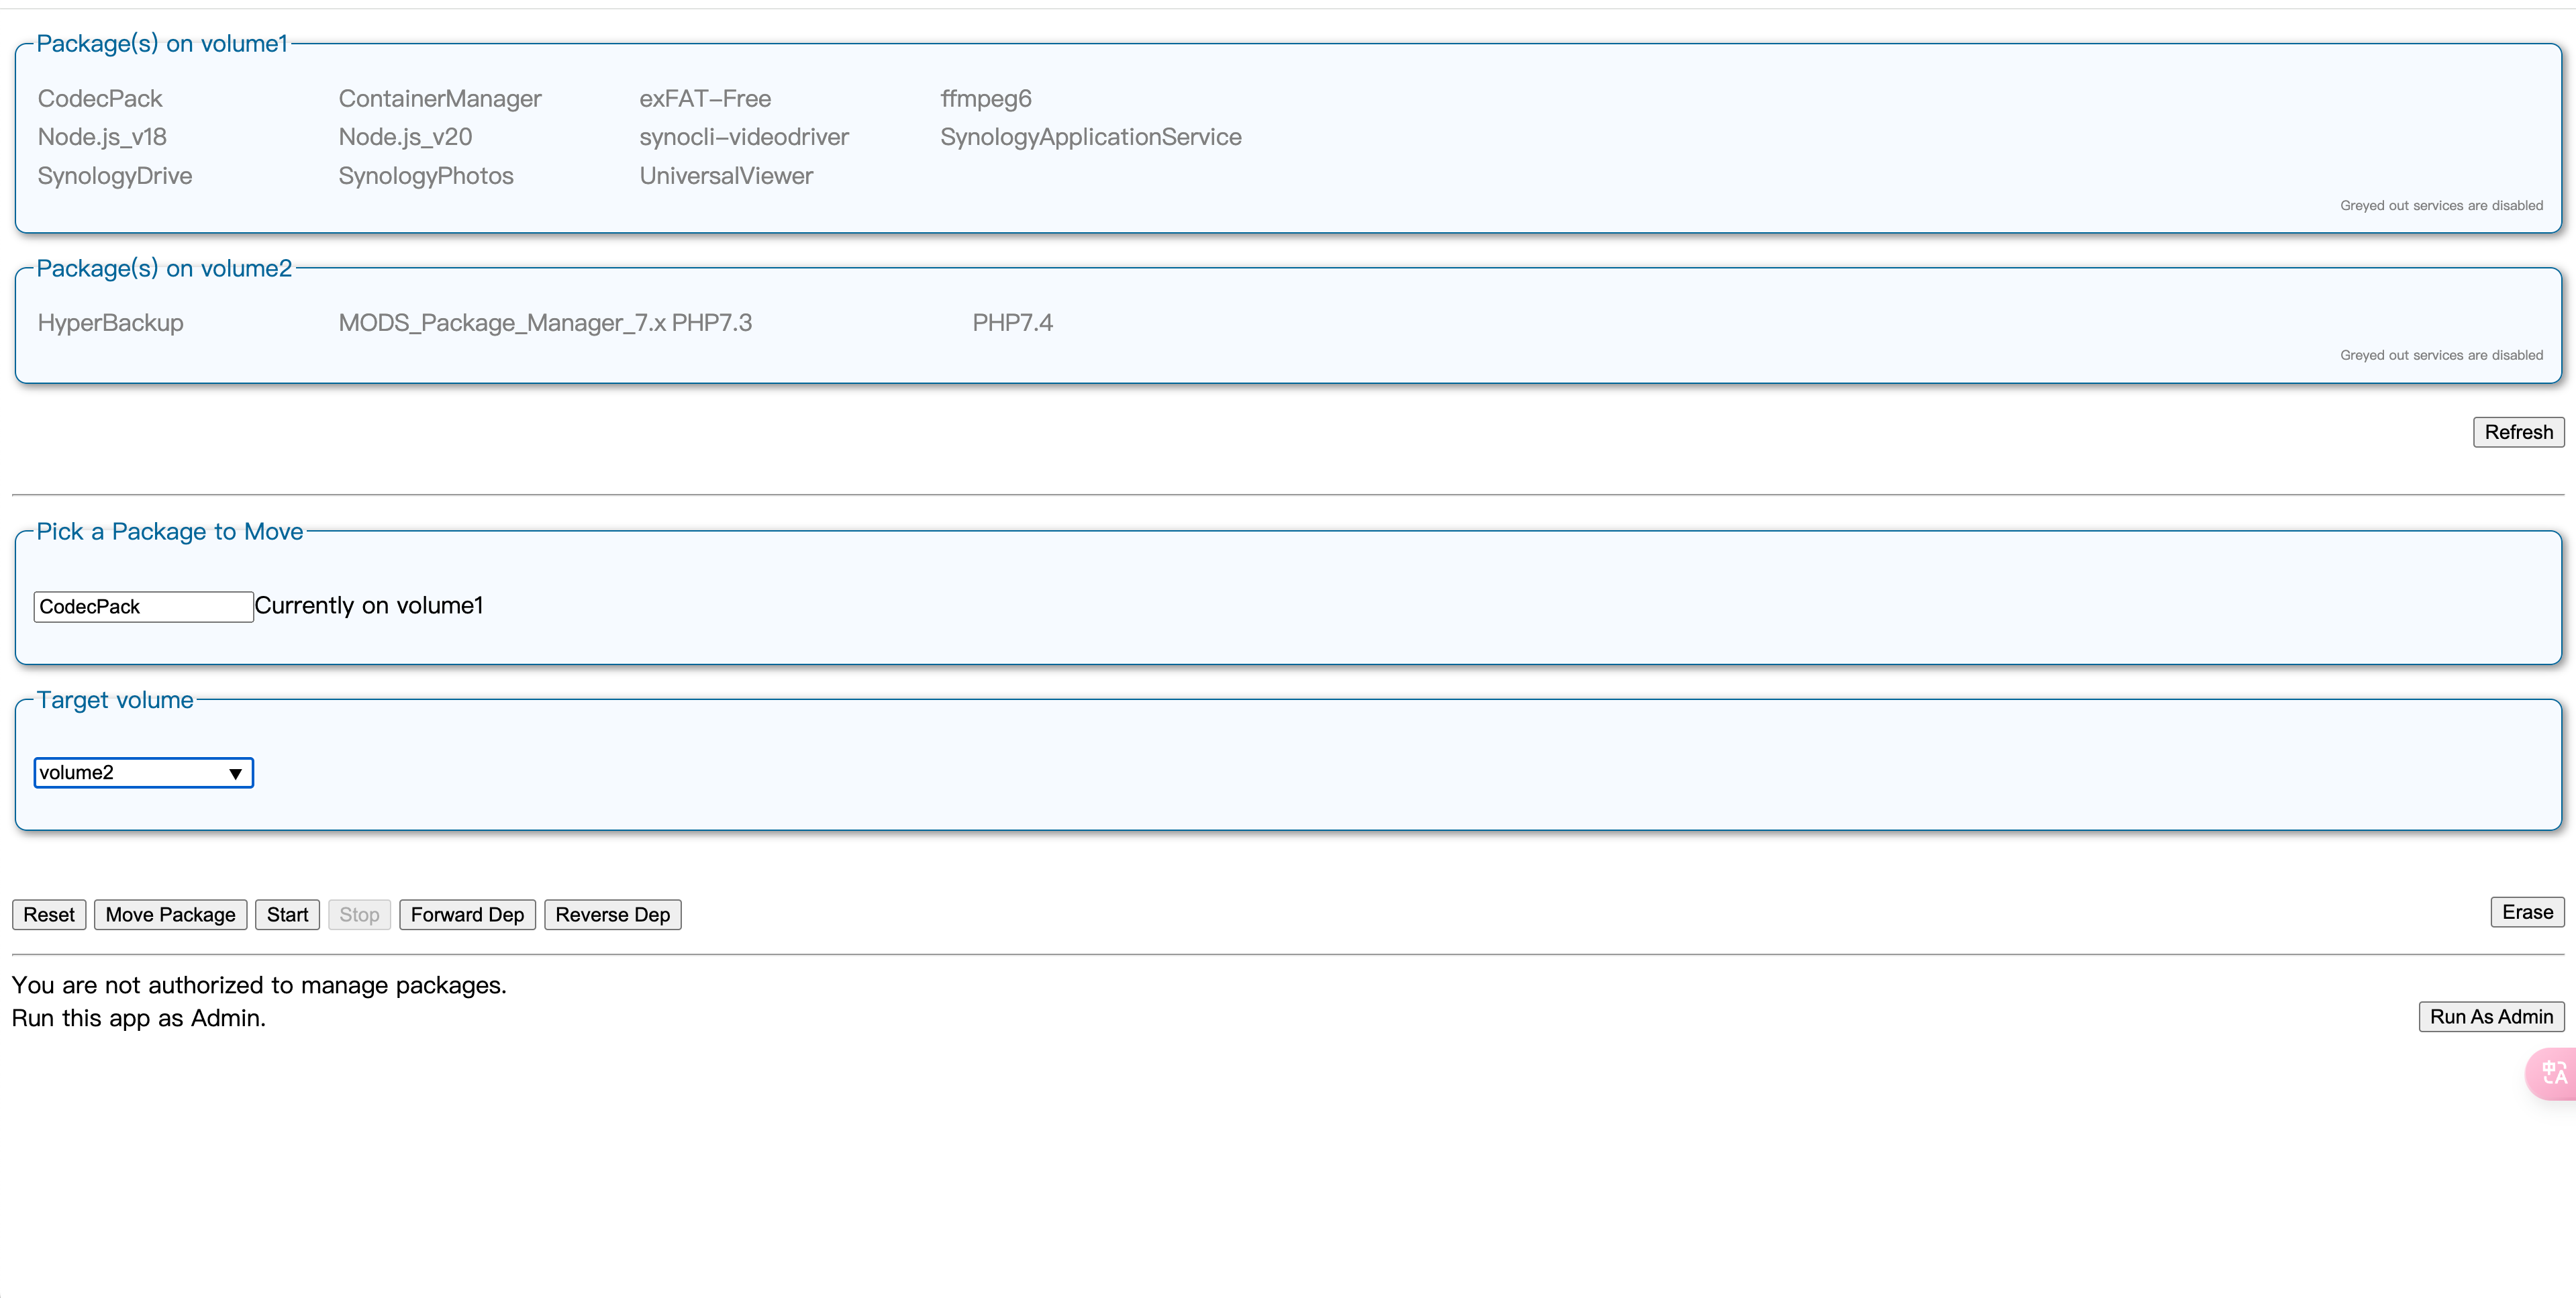 Package(s) on volume1
CodecPack ContainerManager exFAT-Free ffmpeg6
Node.js_v18 Node.js_v20 synocli-videodriver SynologyApplicationService
SynologyDrive SynologyPhotos UniversalViewer
Greyed out services are disabled
Package(s) on volume2
HyperBackup MODS_Package_Manager_7.x PHP7.3 PHP7.4
Greyed out services are disabled
Refresh
Pick a Package to Move
CodecPack Currently on volume1
Target volume
volume2
Reset Move Package Start Stop Forward Dep Reverse Dep Erase
You are not authorized to manage packages.
Run this app as Admin. Run As Admin
中 A